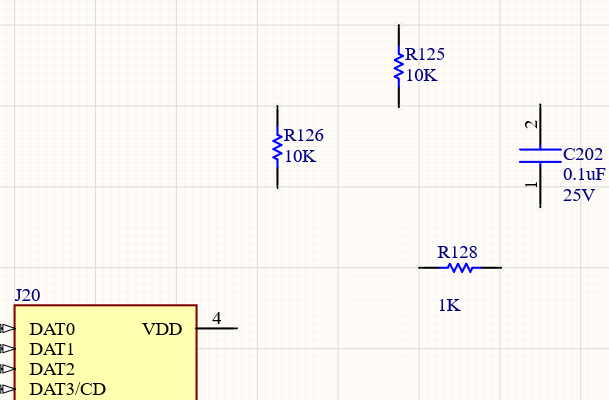 R125
10K
R126
10K
2
1
C202
0.1uF
25V
R128
1K
J20
DAT0
VDD
4
DAT1
DAT2
DAT3/CD